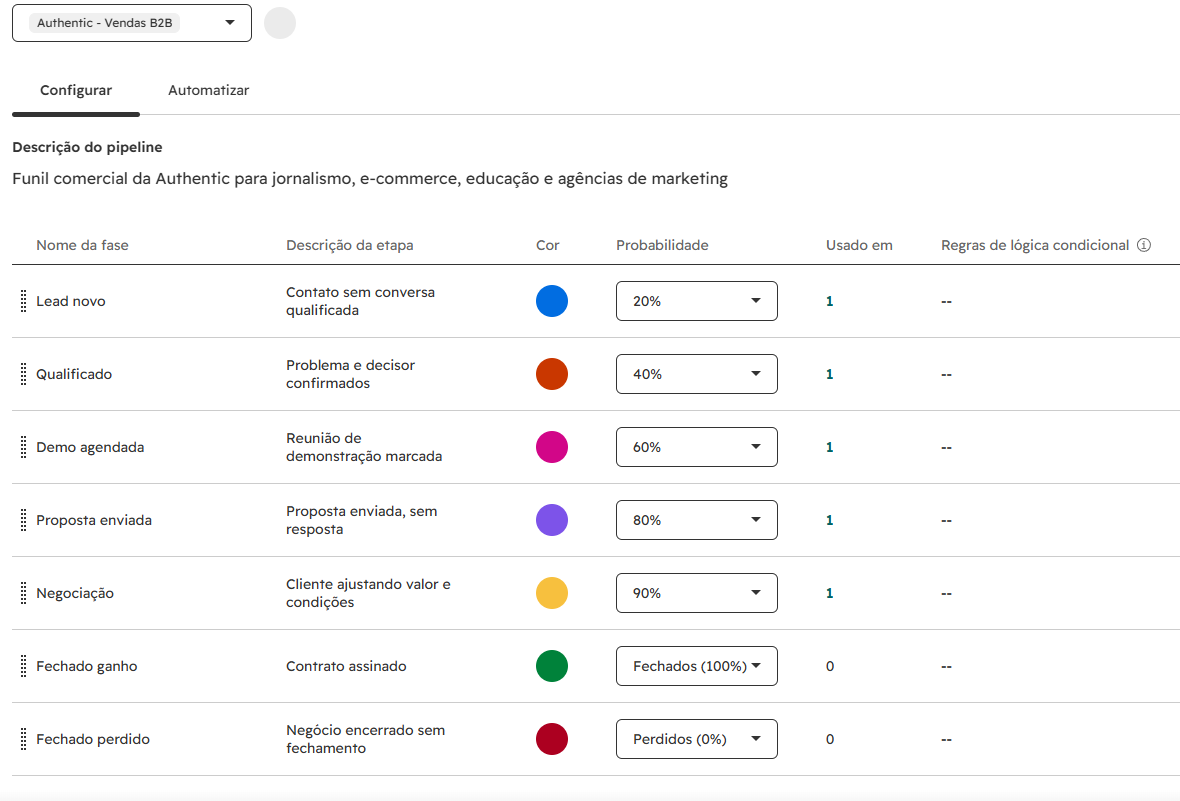 Authentic - Vendas B2B
Configurar Automatizar
Descrição do pipeline
Funil comercial da Authentic para jornalismo, e-commerce, educação e agências de marketing
Nome da fase Descrição da etapa Cor Probabilidade Usado em Regras de lógica condicional
Lead novo Contato sem conversa qualificada 20% 1 --
Qualificado Problema e decisor confirmados 40% 1 --
Demo agendada Reunião de demonstração marcada 60% 1 --
Proposta enviada Proposta enviada, sem resposta 80% 1 --
Negociação Cliente ajustando valor e condições 90% 1 --
Fechado ganho Contrato assinado Fechados (100%) 0 --
Fechado perdido Negócio encerrado sem fechamento Perdidos (0%) 0 --